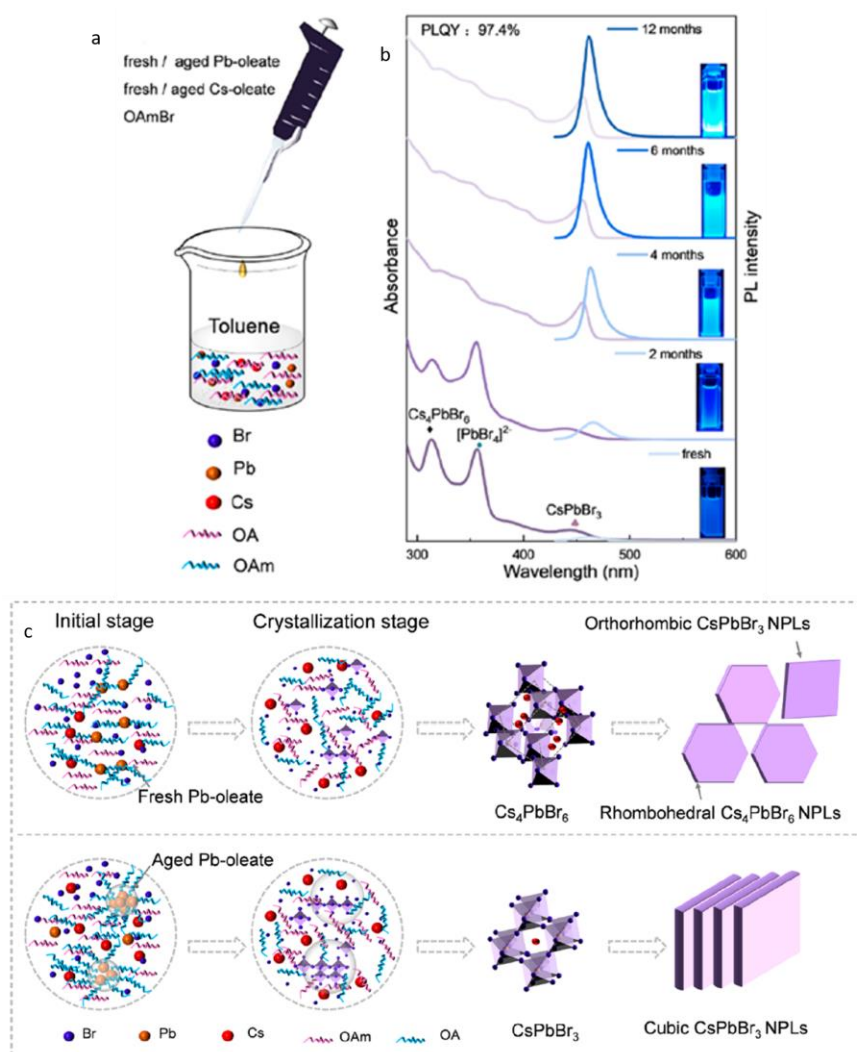 a
fresh / aged Pb-oleate
fresh /aged Cs-oleate
OAmBr
Toluene
Br
Pb
Cs
OA
OAm
b
PLQY : 97.4%
12 months
6 months
4 months
2 months
fresh
Cs₄PbBr₆
[PbBr₄]²⁻
CsPbBr₃
Absorbance
PL intensity
300 400 500 600
Wavelength (nm)
c
Initial stage
Crystallization stage
Orthorhombic CsPbBr₃ NPLs
Fresh Pb-oleate
Cs₄PbBr₆
Rhombohedral Cs₄PbBr₆ NPLs
Aged Pb-oleate
CsPbBr₃
Cubic CsPbBr₃ NPLs
Br Pb Cs OAm OA